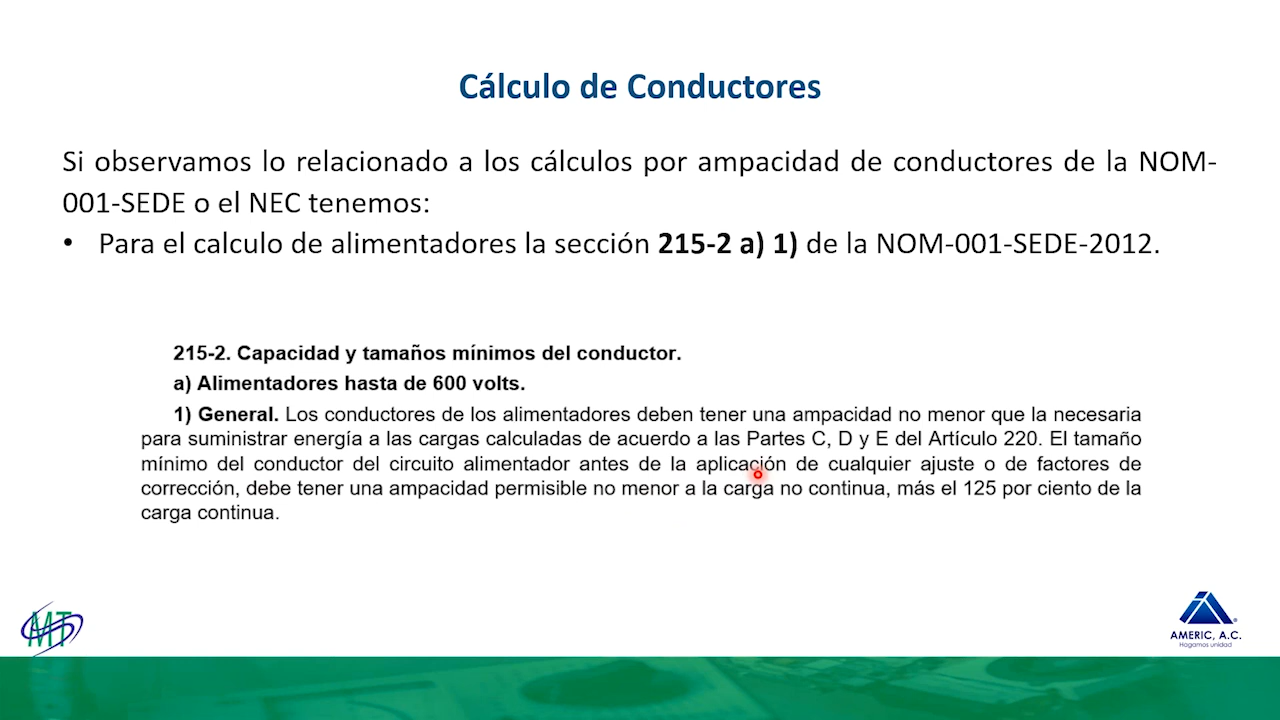 Cálculo de Conductores
Si observamos lo relacionado a los cálculos por ampacidad de conductores de la NOM-
001-SEDE o el NEC tenemos:
• Para el calculo de alimentadores la sección 215-2 a) 1) de la NOM-001-SEDE-2012.
215-2. Capacidad y tamaños mínimos del conductor.
a) Alimentadores hasta de 600 volts.
1) General. Los conductores de los alimentadores deben tener una ampacidad no menor que la necesaria
para suministrar energía a las cargas calculadas de acuerdo a las Partes C, D y E del Artículo 220. El tamaño
mínimo del conductor del circuito alimentador antes de la aplicación de cualquier ajuste o de factores de
corrección, debe tener una ampacidad permisible no menor a la carga no continua, más el 125 por ciento de la
carga continua.
MT
AMERIC, A.C.
Hagamos unidad